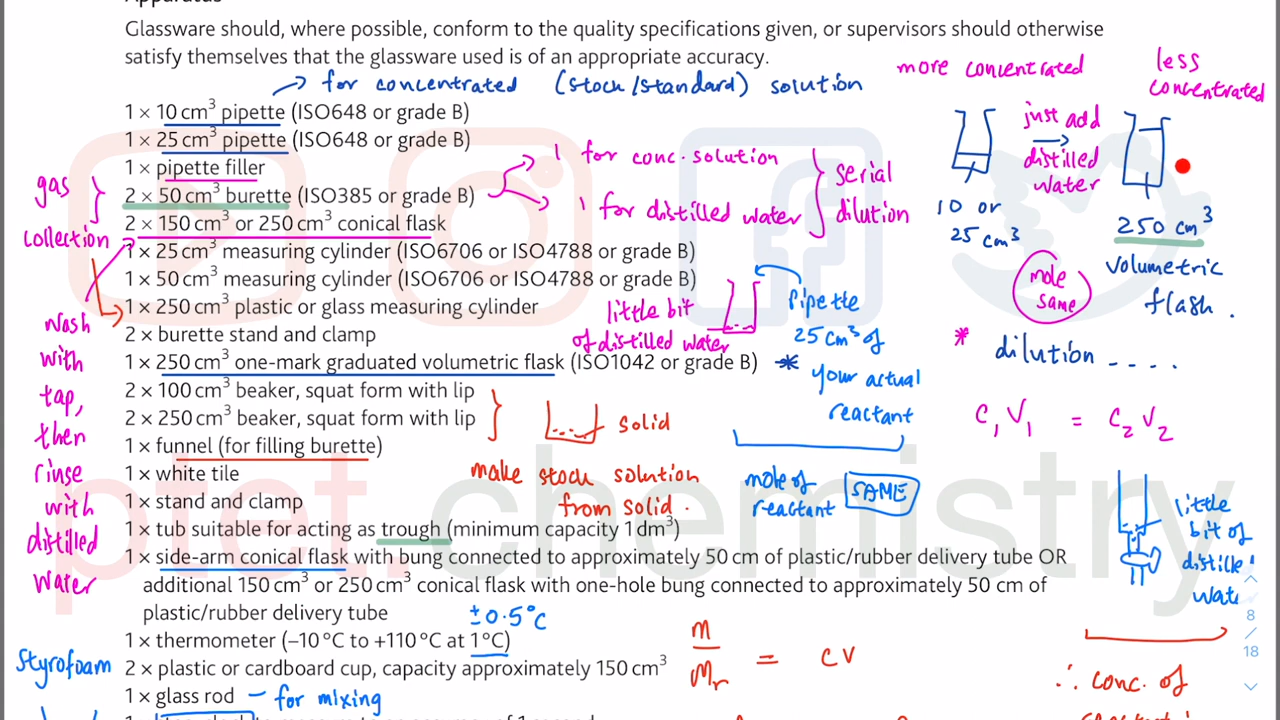 Apparatus
Glassware should, where possible, conform to the quality specifications given, or supervisors should otherwise
satisfy themselves that the glassware used is of an appropriate accuracy.
for concentrated (stock/standard) solution
more concentrated
less
concentrated
1 × 10 cm³ pipette (ISO648 or grade B)
1 × 25 cm³ pipette (ISO648 or grade B)
1 × pipette filler
2 × 50 cm³ burette (ISO385 or grade B)
2 × 150 cm³ or 250 cm³ conical flask
1 × 25 cm³ measuring cylinder (ISO6706 or ISO4788 or grade B)
1 × 50 cm³ measuring cylinder (ISO6706 or ISO4788 or grade B)
1 × 250 cm³ plastic or glass measuring cylinder
2 × burette stand and clamp
1 × 250 cm³ one-mark graduated volumetric flask (ISO1042 or grade B) *
2 × 100 cm³ beaker, squat form with lip
2 × 250 cm³ beaker, squat form with lip
1 × funnel (for filling burette)
1 × white tile
1 × stand and clamp
1 × tub suitable for acting as trough (minimum capacity 1 dm³)
1 × side-arm conical flask with bung connected to approximately 50 cm of plastic/rubber delivery tube OR
additional 150 cm³ or 250 cm³ conical flask with one-hole bung connected to approximately 50 cm of
plastic/rubber delivery tube
1 × thermometer (–10 °C to +110 °C at 1 °C)
2 × plastic or cardboard cup, capacity approximately 150 cm³
1 × glass rod – for mixing
gas
collection
wash
with
tap,
then
rinse
with
distilled
water
Styrofoam
1 for conc. solution
1 for distilled water
serial
dilution
just add
distilled
water
10 or
25 cm³
250 cm³
volumetric
flash.
mole
same
* dilution ....
C₁V₁ = C₂V₂
little bit
of distilled water
Pipette
25 cm³ of
your actual
reactant
solid
make stock solution
from solid.
mole of
reactant
SAME
little
bit of
distille
wat
± 0.5°C
m
Mr
= CV
∴ conc. of
8
/
18
pict.chemistry